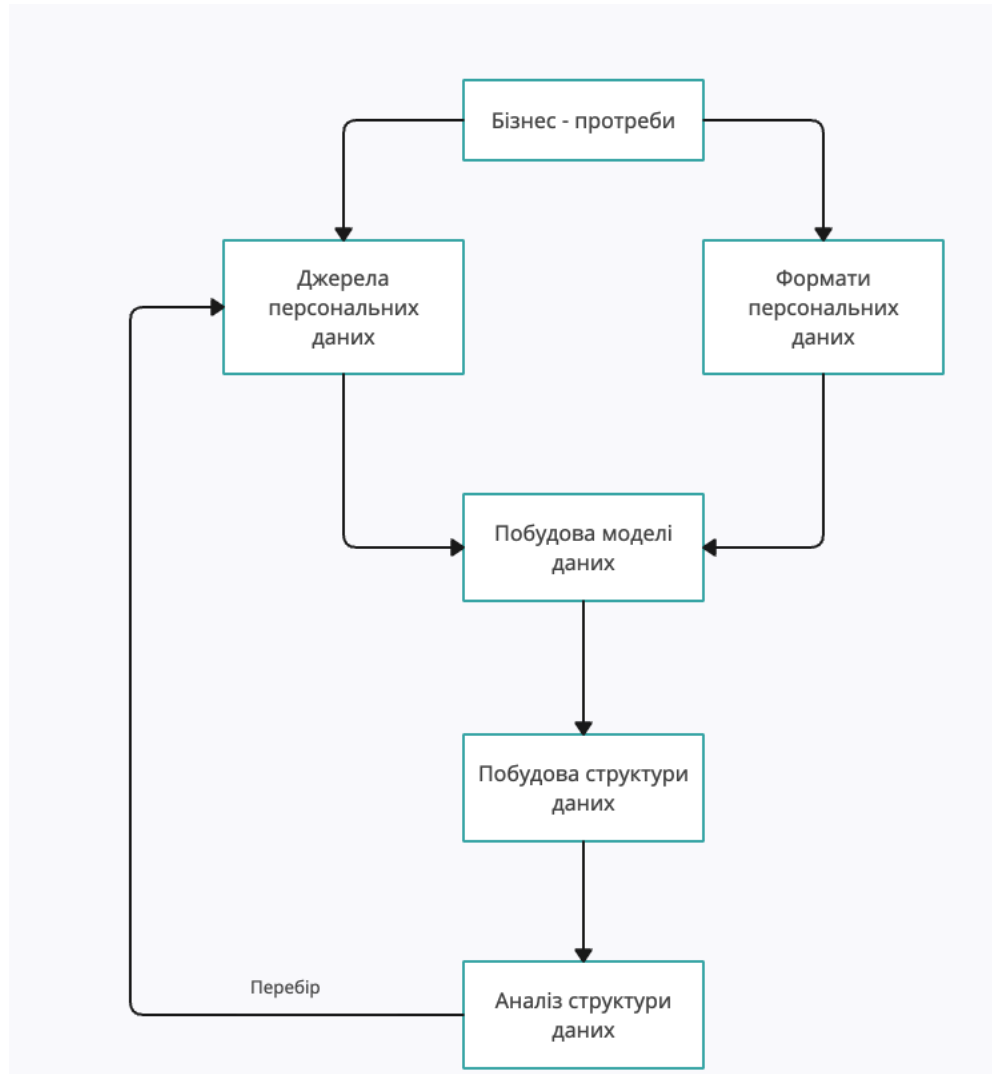 Бізнес - протреби
Джерела
персональних
даних
Формати
персональних
даних
Побудова моделі
даних
Побудова структури
даних
Перебір
Аналіз структури
даних